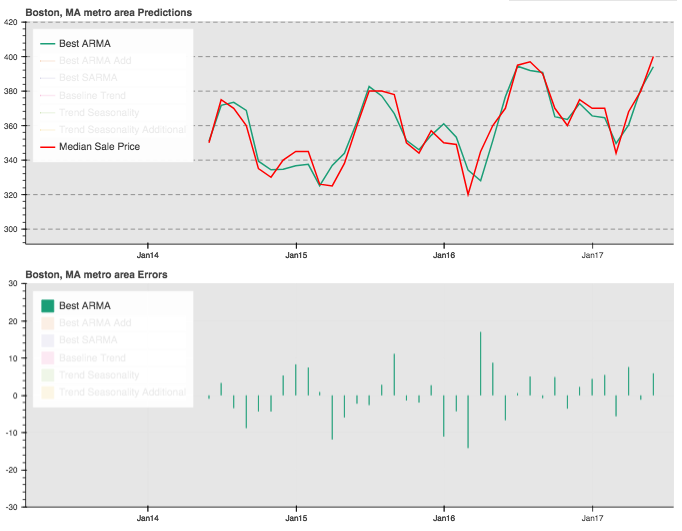 Boston, MA metro area Predictions
420
400
380
360
340
320
300
Best ARMA
Best ARMA Add
Best SARMA
Baseline Trend
Trend Seasonality
Trend Seasonality Additional
Median Sale Price
Jan14
Jan15
Jan16
Jan17
Boston, MA metro area Errors
30
20
10
0
-10
-20
-30
Best ARMA
Best ARMA Add
Best SARMA
Baseline Trend
Trend Seasonality
Trend Seasonality Additional
Jan14
Jan15
Jan16
Jan17